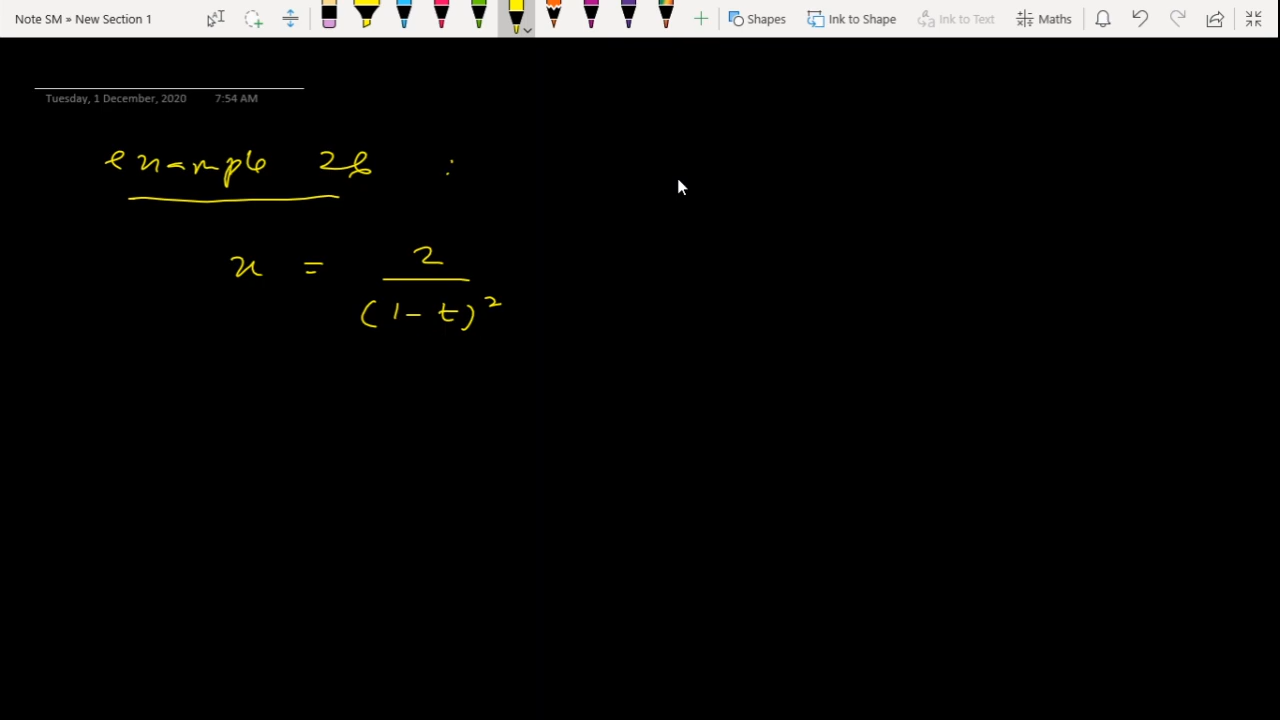 Note SM » New Section 1
Shapes
Ink to Shape
Ink to Text
Maths
Tuesday, 1 December, 2020 7:54 AM
example 2b :
x = 2 / (1 - t)²